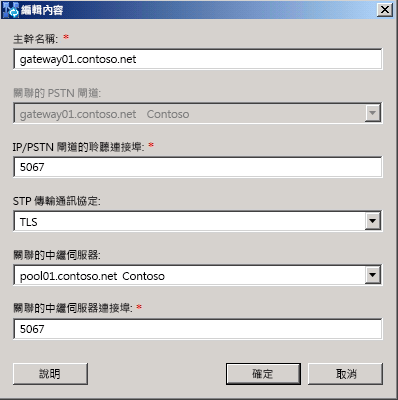 編輯內容
主幹名稱: *
gateway01.contoso.net
關聯的 PSTN 閘道:
gateway01.contoso.net Contoso
IP/PSTN 閘道的聆聽連接埠: *
5067
STP 傳輸通訊協定:
TLS
關聯的中繼伺服器:
pool01.contoso.net Contoso
關聯的中繼伺服器連接埠: *
5067
說明
確定
取消